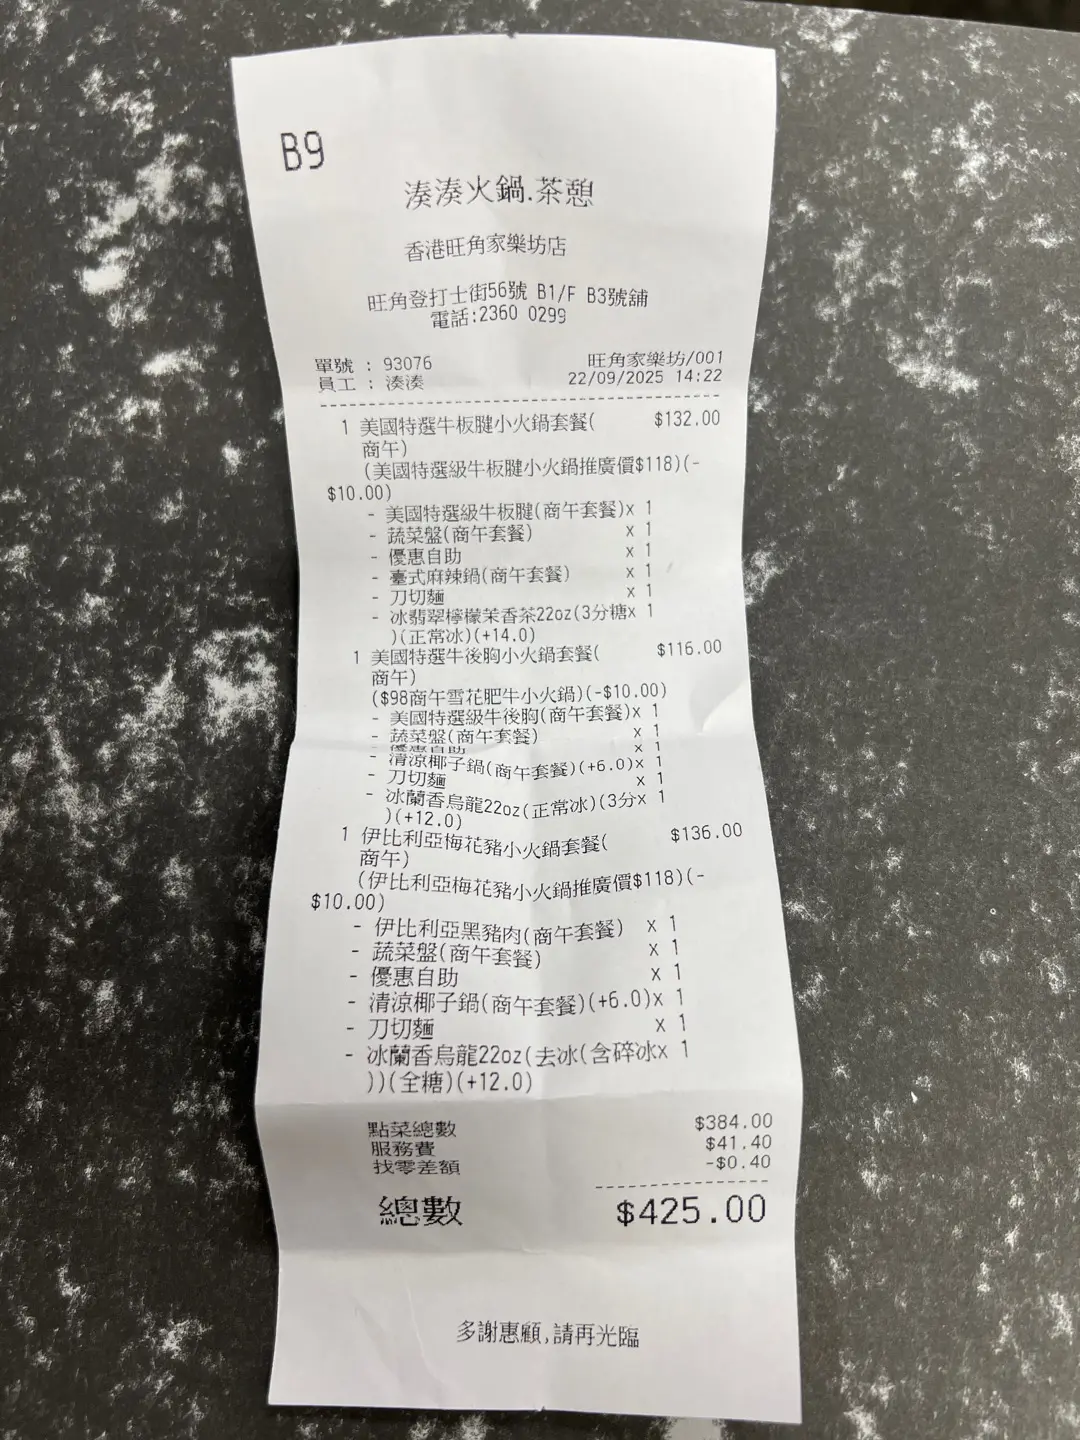 B9
湊湊火鍋.茶憩
香港旺角家樂坊店
旺角登打士街56號 B1/F B3號舖
電話:2360 0299
單號 : 93076 旺角家樂坊/001
員工 : 湊湊 22/09/2025 14:22
1 美國特選牛板腱小火鍋套餐( $132.00
商午)
(美國特選級牛板腱小火鍋推廣價$118)(-
$10.00)
- 美國特選級牛板腱(商午套餐)x 1
- 蔬菜盤(商午套餐) x 1
- 優惠自助 x 1
- 臺式麻辣鍋(商午套餐) x 1
- 刀切麵 x 1
- 冰翡翠檸檬茉香茶22oz(3分糖x 1
)(正常冰)(+14.0)
1 美國特選牛後胸小火鍋套餐( $116.00
商午)
($98商午雪花肥牛小火鍋)(-$10.00)
- 美國特選級牛後胸(商午套餐)x 1
- 蔬菜盤(商午套餐) x 1
- 優惠自助 x 1
- 清涼椰子鍋(商午套餐)(+6.0)x 1
- 刀切麵 x 1
- 冰蘭香烏龍22oz(正常冰)(3分x 1
)(+12.0)
1 伊比利亞梅花豬小火鍋套餐( $136.00
商午)
(伊比利亞梅花豬小火鍋推廣價$118)(-
$10.00)
- 伊比利亞黑豬肉(商午套餐) x 1
- 蔬菜盤(商午套餐) x 1
- 優惠自助 x 1
- 清涼椰子鍋(商午套餐)(+6.0)x 1
- 刀切麵 x 1
- 冰蘭香烏龍22oz(去冰(含碎冰x 1
))(全糖)(+12.0)
點菜總數 $384.00
服務費 $41.40
找零差額 -$0.40
總數 $425.00
多謝惠顧,請再光臨